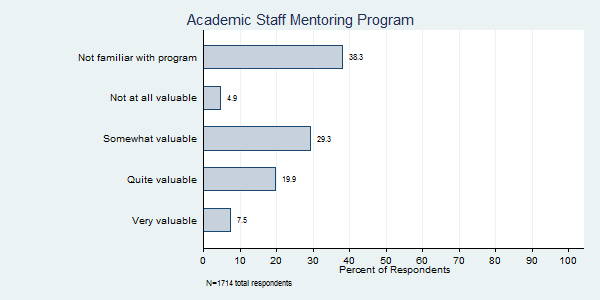 Academic Staff Mentoring Program
Not familiar with program 38.3
Not at all valuable 4.9
Somewhat valuable 29.3
Quite valuable 19.9
Very valuable 7.5
0 10 20 30 40 50 60 70 80 90 100
Percent of Respondents
N=1714 total respondents